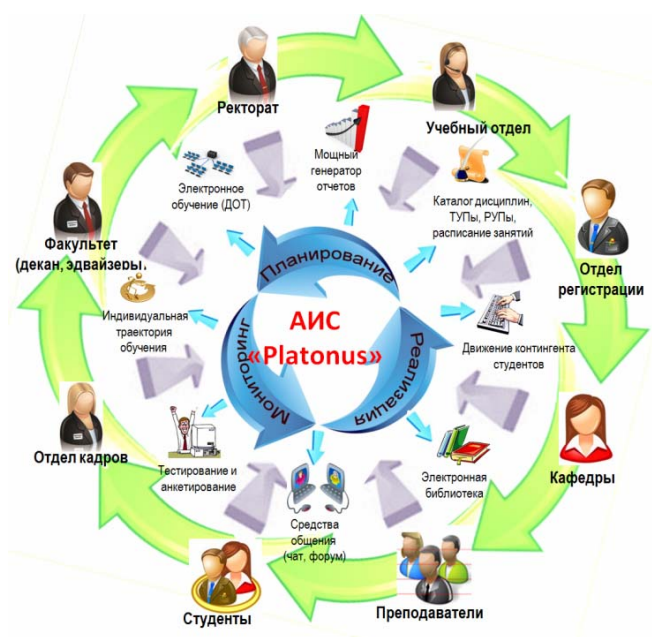 Ректорат
Учебный отдел
Мощный
генератор
отчетов
Электронное
обучение (ДОТ)
Каталог дисциплин,
ТУПы, РУПы,
расписание занятий
Факультет
(декан, эдвайзеры)
Отдел
регистрации
Планирование
Реализация
Мониторинг
АИС
«Platonus»
Индивидуальная
траектория
обучения
Движение контингента
студентов
Отдел кадров
Кафедры
Тестирование и
анкетирование
Электронная
библиотека
Средства
общения
(чат, форум)
Студенты
Преподаватели